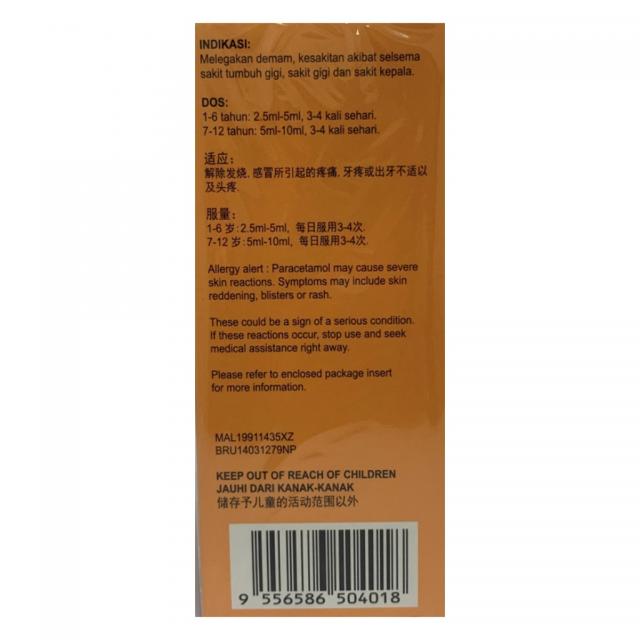 INDIKASI:
Melegakan demam, kesakitan akibat selsema
sakit tumbuh gigi, sakit gigi dan sakit kepala.
DOS:
1-6 tahun: 2.5ml-5ml, 3-4 kali sehari.
7-12 tahun: 5ml-10ml, 3-4 kali sehari.
适应:
解除发烧, 感冒所引起的疼痛, 牙疼或出牙不适以
及头疼.
服量:
1-6 岁: 2.5ml-5ml, 每日服用3-4次.
7-12 岁: 5ml-10ml, 每日服用3-4次.
Allergy alert : Paracetamol may cause severe
skin reactions. Symptoms may include skin
reddening, blisters or rash.
These could be a sign of a serious condition.
If these reactions occur, stop use and seek
medical assistance right away.
Please refer to enclosed package insert
for more information.
MAL19911435XZ
BRU14031279NP
KEEP OUT OF REACH OF CHILDREN
JAUHI DARI KANAK-KANAK
储存予儿童的活动范围以外
9 556586 504018